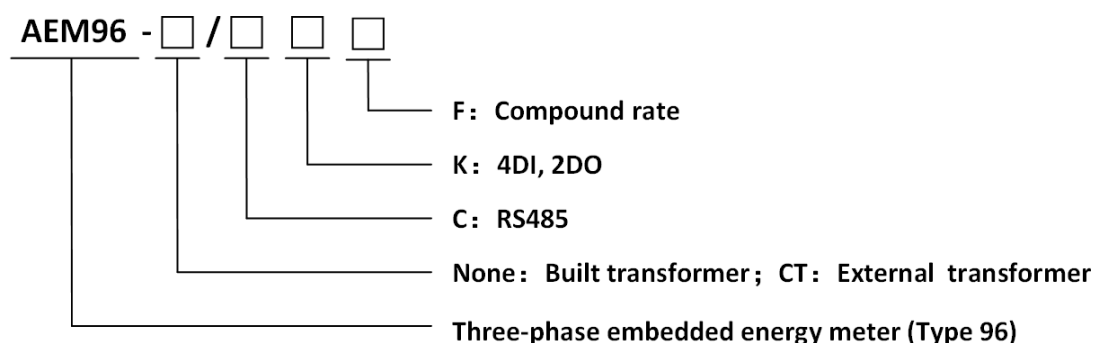 AEM96 - □ / □ □ □
F：Compound rate
K：4DI, 2DO
C：RS485
None：Built transformer；CT：External transformer
Three-phase embedded energy meter (Type 96)